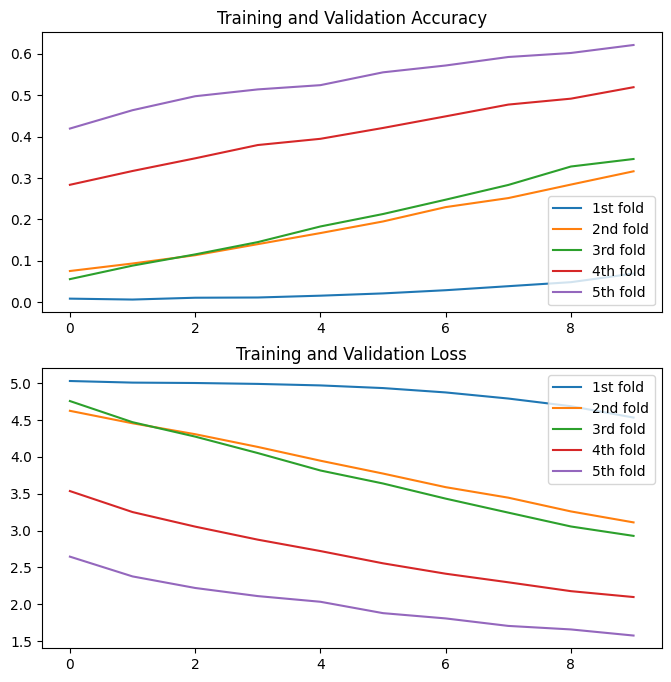 Training and Validation Accuracy
0.6
0.5
0.4
0.3
0.2
0.1
0.0
1st fold
2nd fold
3rd fold
4th fold
5th fold
0 2 4 6 8
Training and Validation Loss
5.0
4.5
4.0
3.5
3.0
2.5
2.0
1.5
1st fold
2nd fold
3rd fold
4th fold
5th fold
0 2 4 6 8